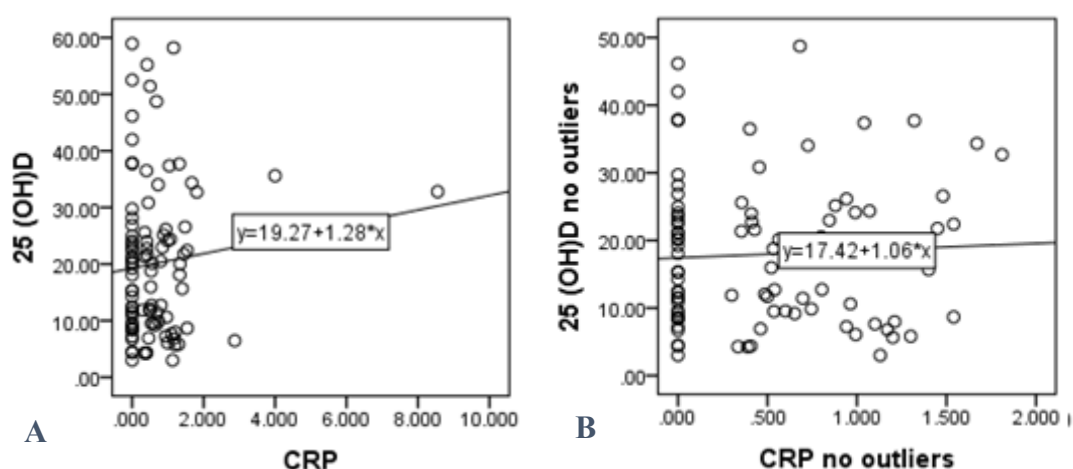 25 (OH)D
60.00
50.00
40.00
30.00
20.00
10.00
.00
y=19.27+1.28*x
.000 2.000 4.000 6.000 8.000 10.000
CRP
A
25 (OH)D no outliers
50.00
40.00
30.00
20.00
10.00
.00
y=17.42+1.06*x
.000 .500 1.000 1.500 2.000
CRP no outliers
B